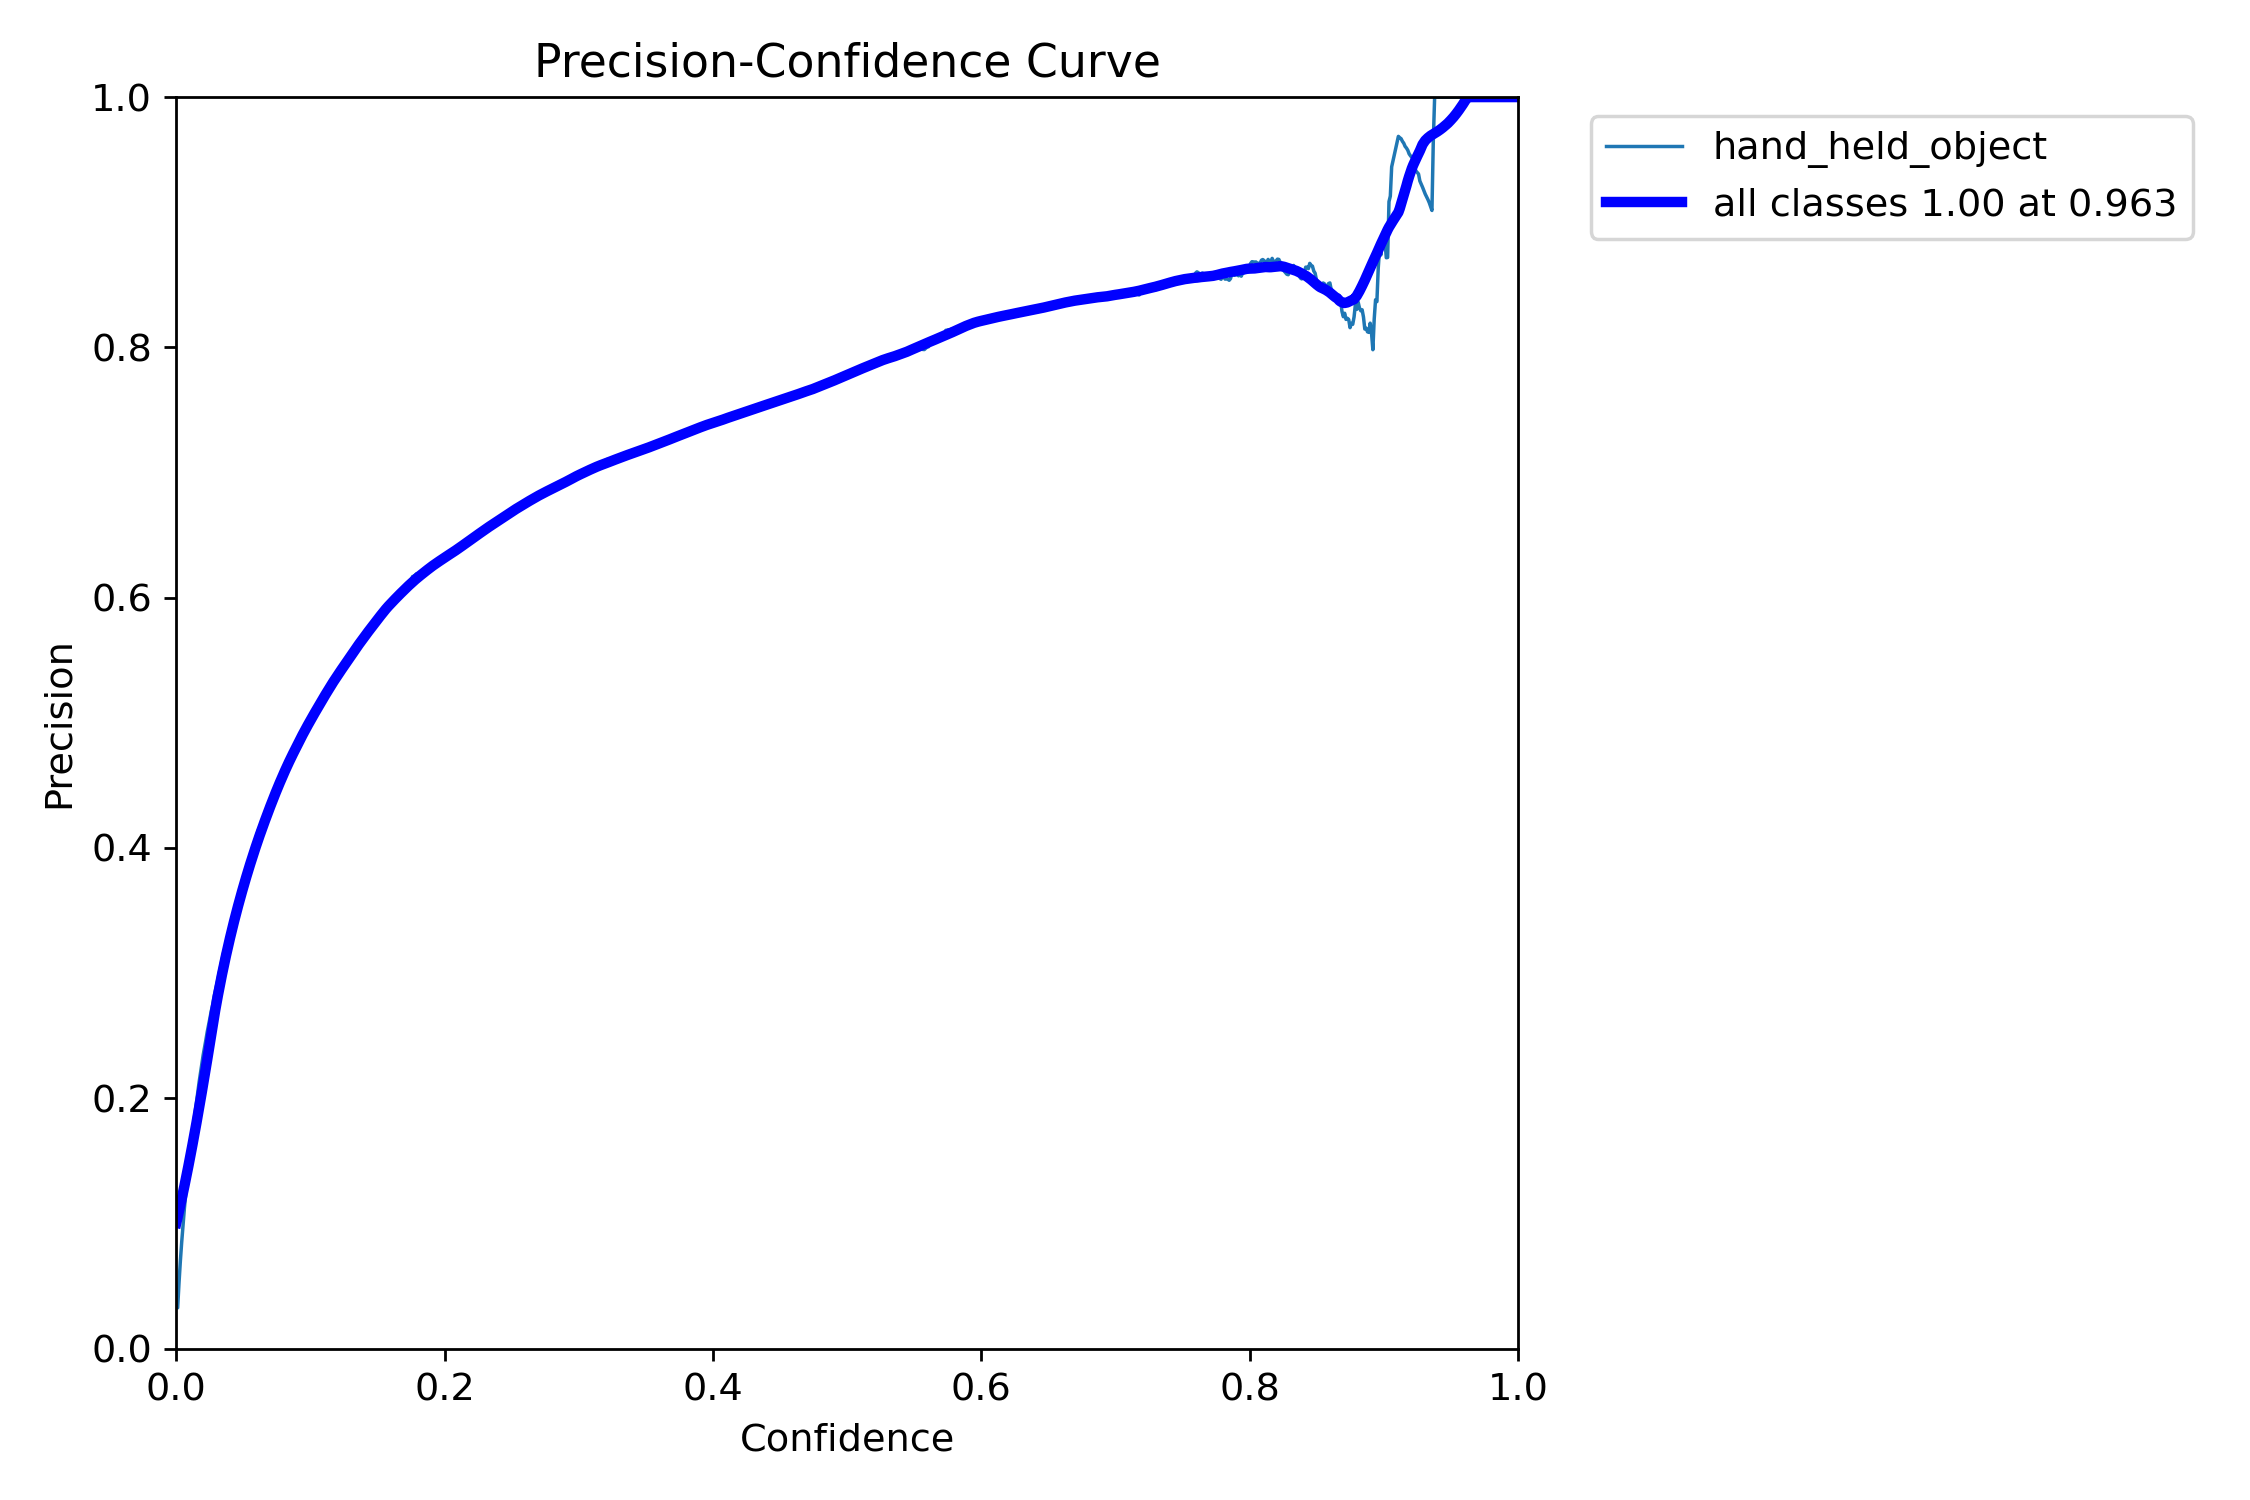 Precision-Confidence Curve
1.0
0.8
0.6
0.4
0.2
0.0
Precision
0.0 0.2 0.4 0.6 0.8 1.0
Confidence
hand_held_object
all classes 1.00 at 0.963